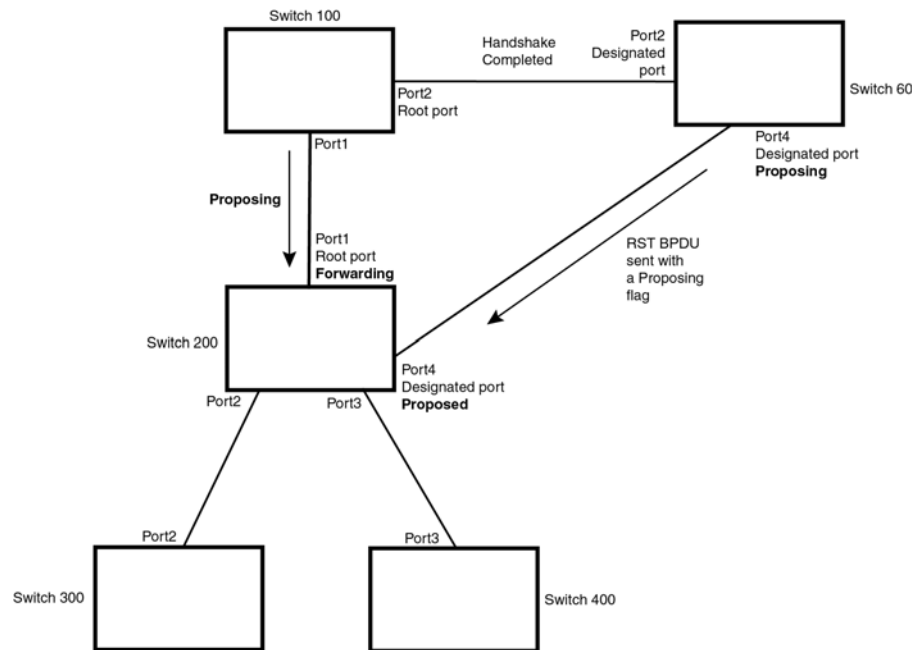 Switch 100
Handshake
Completed
Port2
Designated
port
Switch 60
Port2
Root port
Port1
Port4
Designated port
Proposing
Proposing
Port1
Root port
Forwarding
RST BPDU
sent with
a Proposing
flag
Switch 200
Port4
Designated port
Proposed
Port2
Port3
Port2
Port3
Switch 300
Switch 400